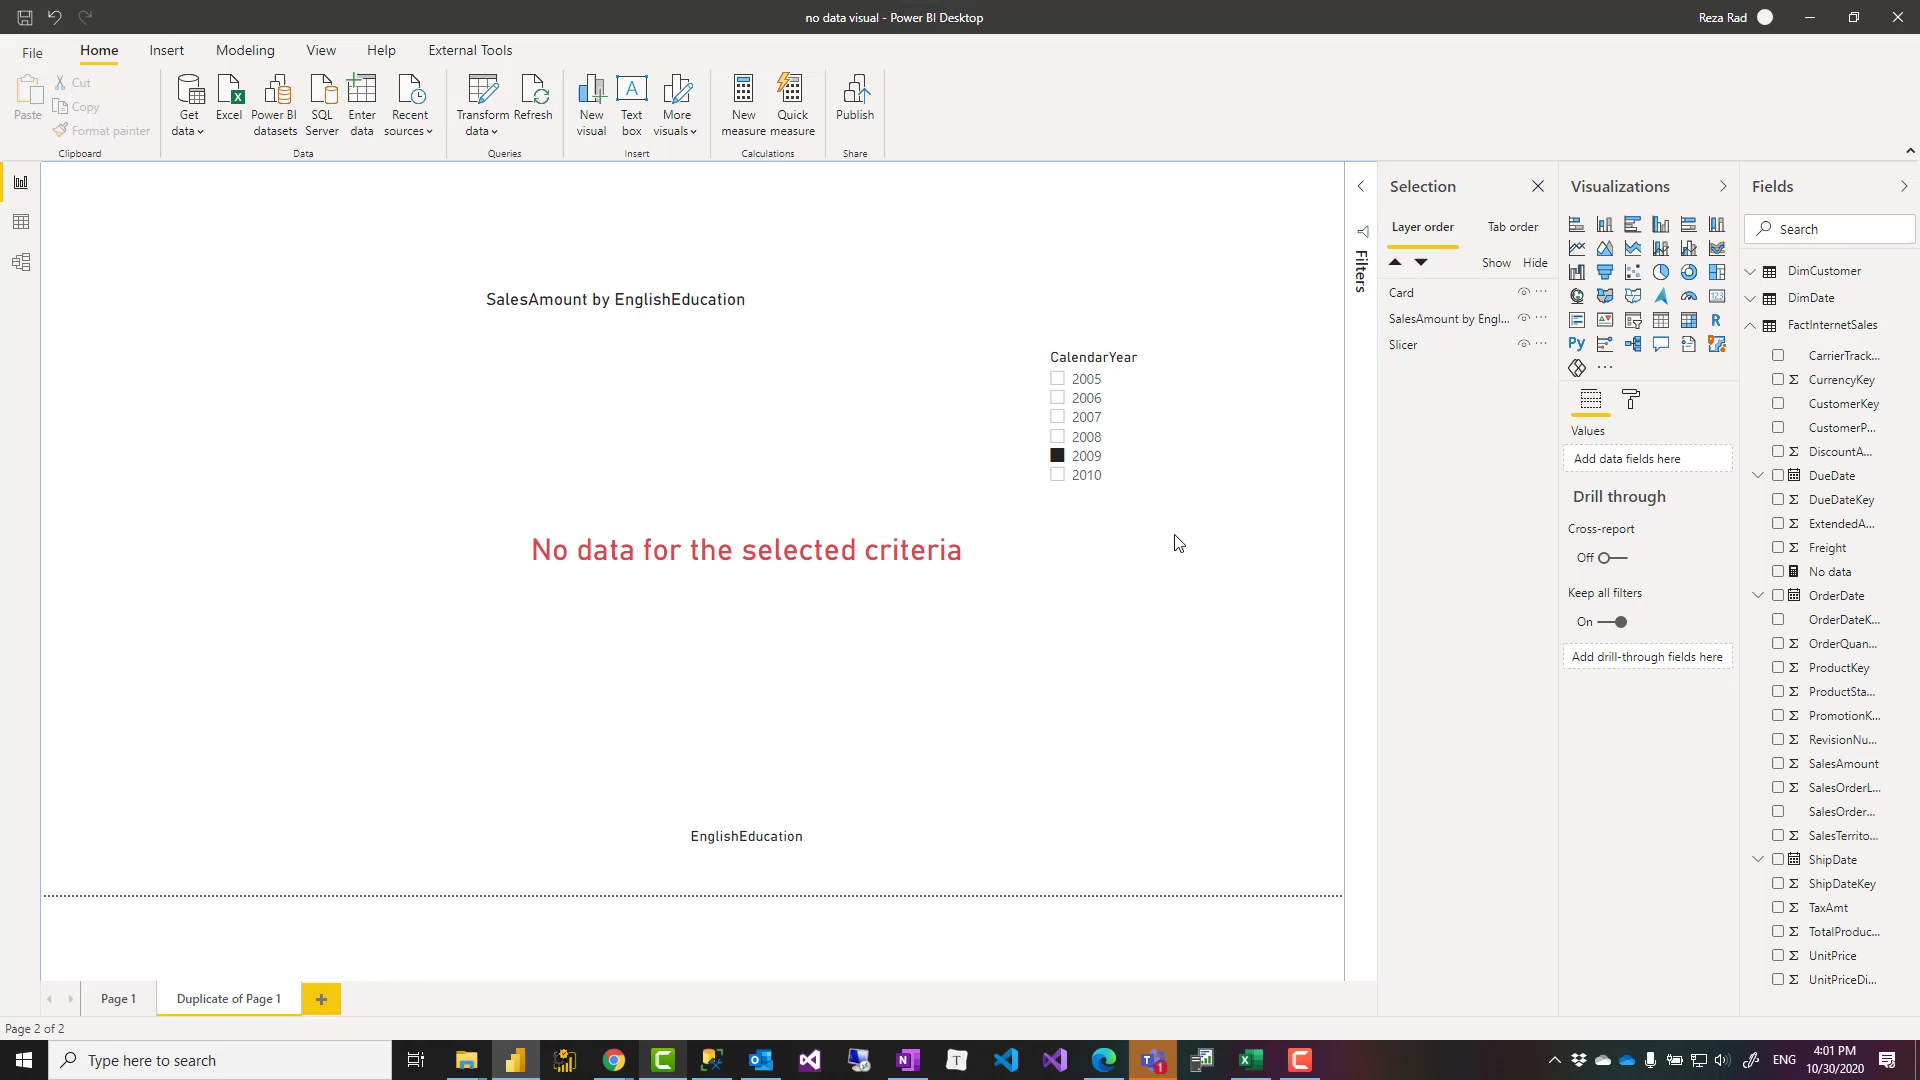 no data visual - Power BI Desktop
Reza Rad
File
Home
Insert
Modeling
View
Help
External Tools
Paste
Cut
Copy
Format painter
Clipboard
Get
data
Excel
Power BI
datasets
SQL
Server
Enter
data
Recent
sources
Data
Transform
data
Refresh
Queries
New
visual
Text
box
More
visuals
Insert
New
measure
Quick
measure
Calculations
Publish
Share
SalesAmount by EnglishEducation
CalendarYear
2005
2006
2007
2008
2009
2010
No data for the selected criteria
EnglishEducation
Filters
Selection
Layer order
Tab order
Show
Hide
Card
SalesAmount by Engl...
Slicer
Visualizations
R
Py
Values
Add data fields here
Drill through
Cross-report
Off
Keep all filters
On
Add drill-through fields here
Fields
Search
DimCustomer
DimDate
FactInternetSales
CarrierTrack...
CurrencyKey
CustomerKey
CustomerP...
DiscountA...
DueDate
DueDateKey
ExtendedA...
Freight
No data
OrderDate
OrderDateK...
OrderQuan...
ProductKey
ProductSta...
PromotionK...
RevisionNu...
SalesAmount
SalesOrderL...
SalesOrder...
SalesTerrito...
ShipDate
ShipDateKey
TaxAmt
TotalProduc...
UnitPrice
UnitPriceDi...
Page 1
Duplicate of Page 1
Page 2 of 2
Type here to search
ENG
4:01 PM
10/30/2020